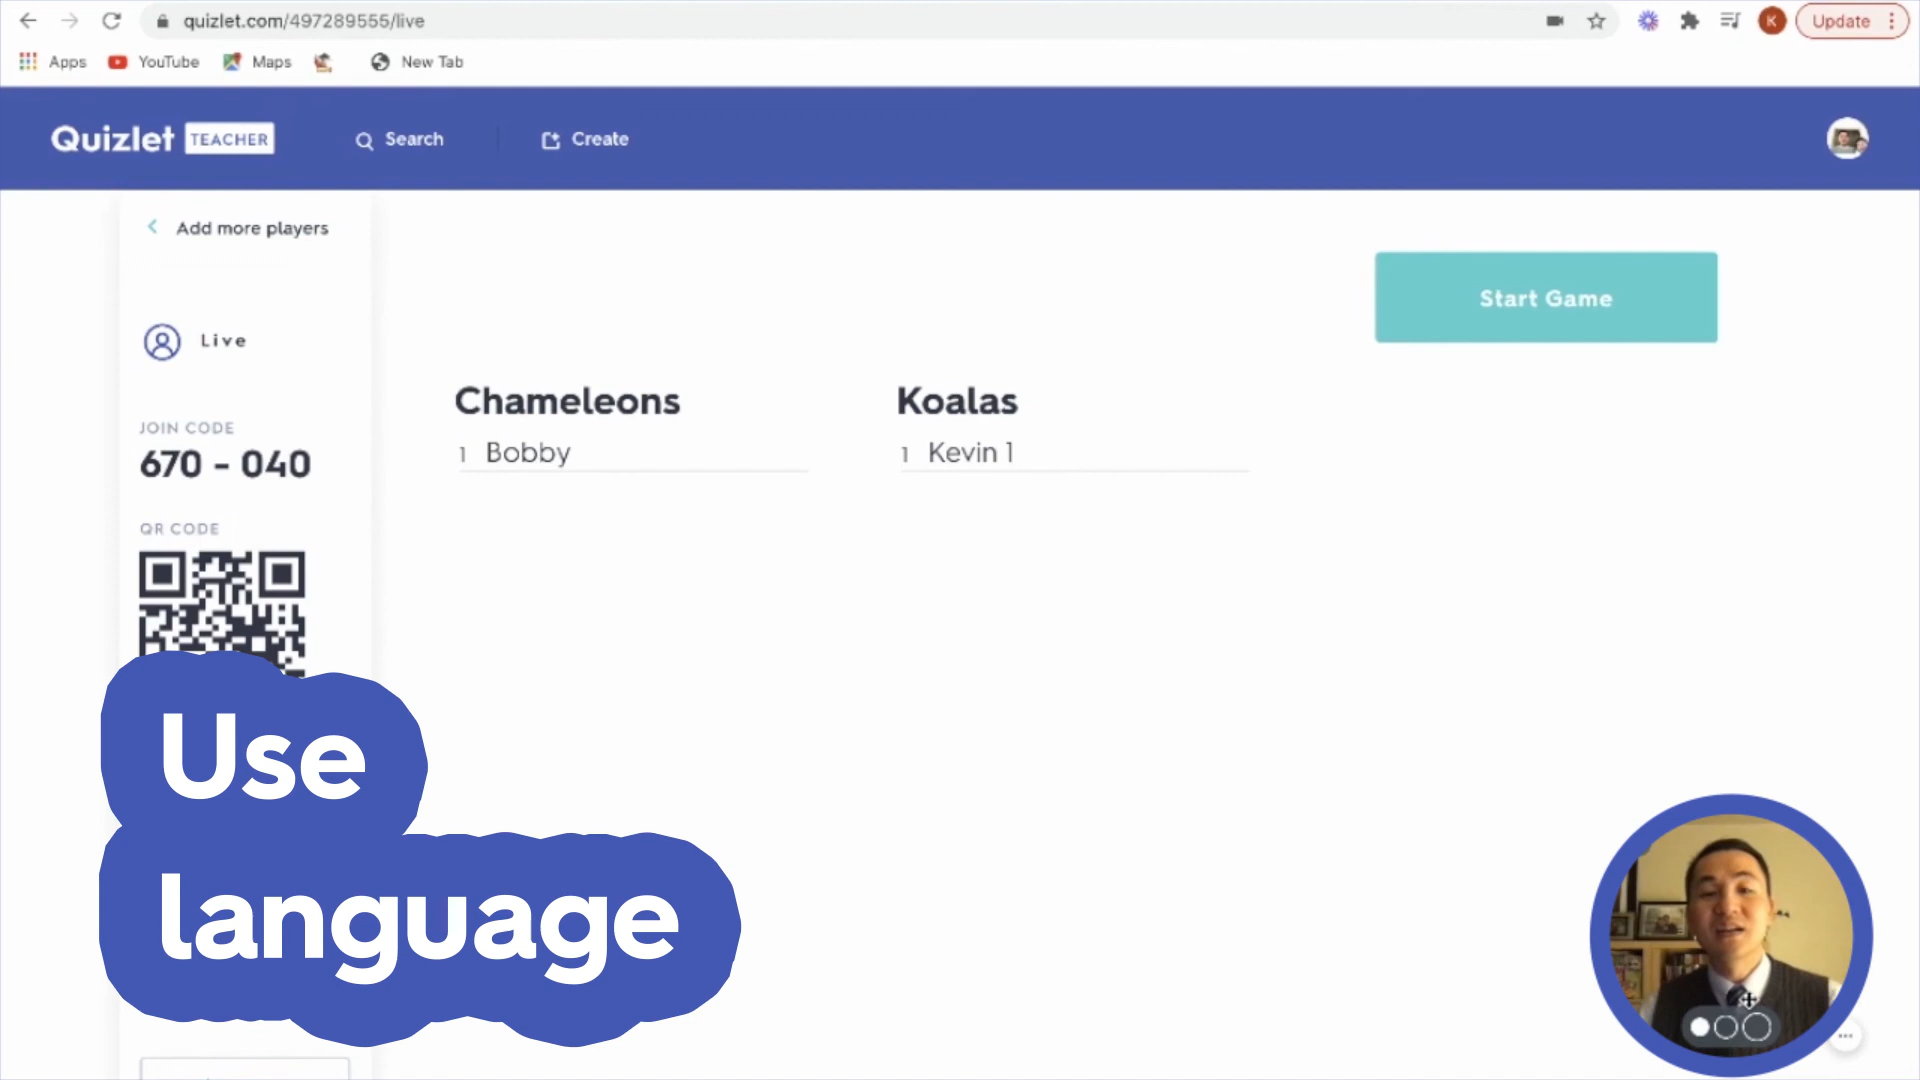 quizlet.com/497289555/live
Update
Apps YouTube Maps New Tab
Quizlet TEACHER Search Create
K
Add more players
Start Game
Live
Chameleons Koalas
1 Bobby 1 Kevin 1
JOIN CODE
670 - 040
QR CODE
Use
language